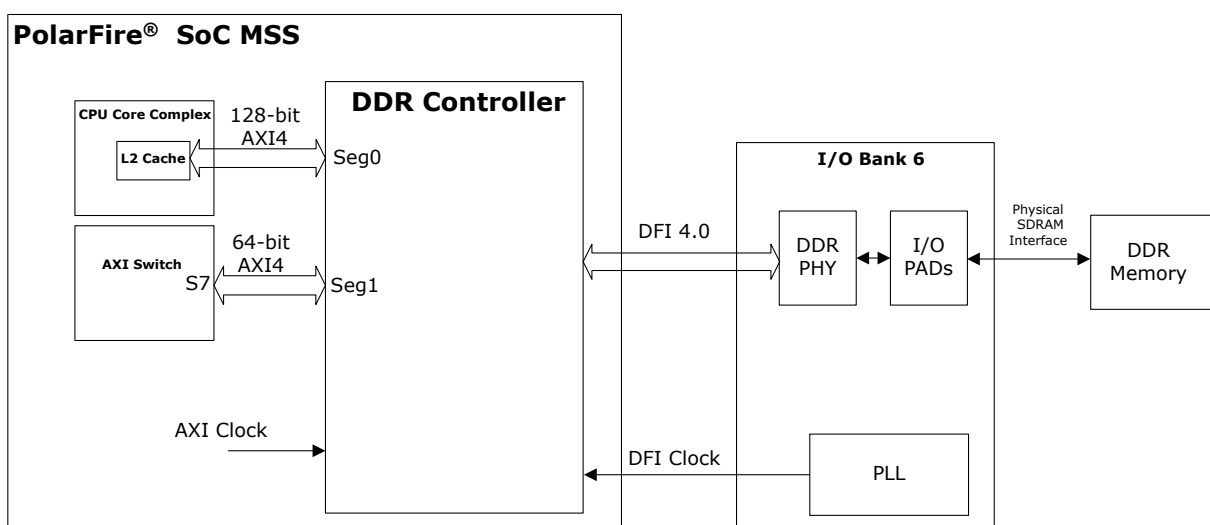 PolarFire® SoC MSS
CPU Core Complex
L2 Cache
128-bit
AXI4
DDR Controller
Seg0
AXI Switch
S7
64-bit
AXI4
Seg1
AXI Clock
DFI 4.0
DFI Clock
I/O Bank 6
DDR
PHY
I/O
PADs
PLL
Physical
SDRAM
Interface
DDR
Memory